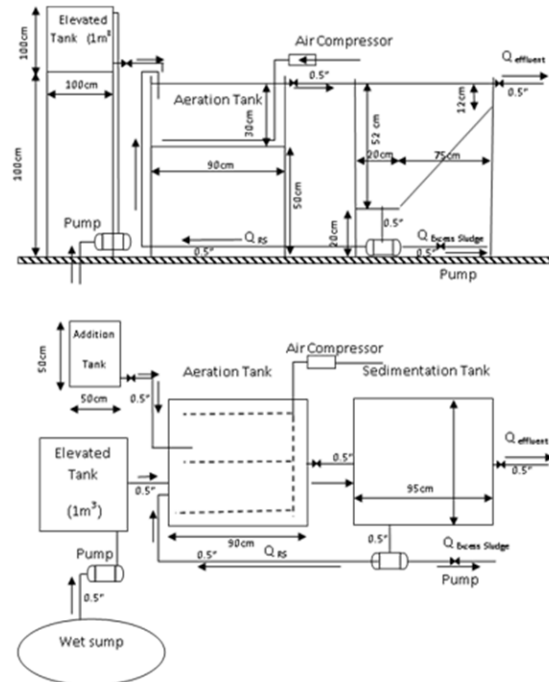 Elevated
Tank (1m³
100cm
100cm
100cm
Pump
Air Compressor
0.5"
Aeration Tank
30cm
90cm
50cm
Q RS
0.5"
52 cm
20cm
75cm
12cm
Q effluent
0.5"
20cm
0.5"
Q Excess Sludge
0.5"
Pump
50cm
Addition
Tank
50cm
0.5"
Air Compressor
Aeration Tank
Sedimentation Tank
Elevated
Tank
(1m³)
0.5"
0.5"
95cm
Q effluent
0.5"
90cm
Pump
0.5"
0.5"
Q RS
0.5"
Q Excess Sludge
Pump
Wet sump